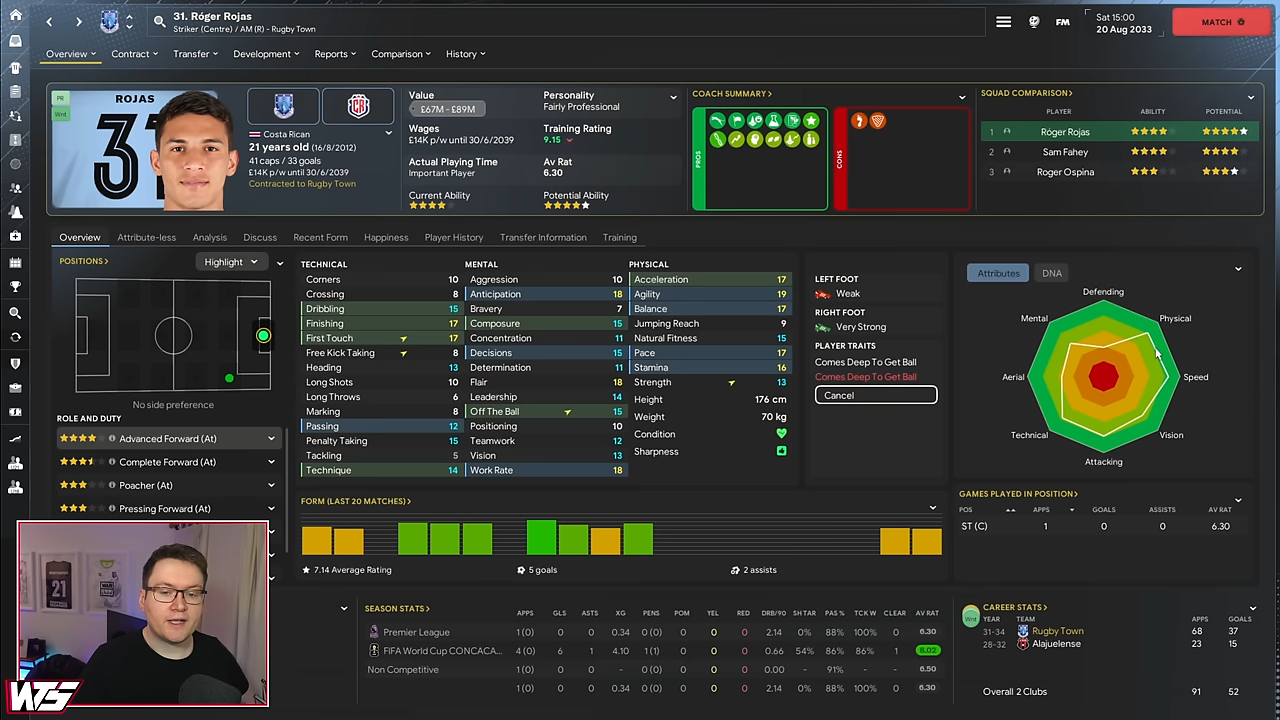 31. Róger Rojas
Striker (Centre) / AM (R) - Rugby Town
FM
Sat 15:00
20 Aug 2033
MATCH
Overview
Contract
Transfer
Development
Reports
Comparison
History
PR
Wnt
ROJAS
31
Costa Rican
21 years old (16/8/2012)
41 caps / 33 goals
£14K p/w until 30/6/2039
Contracted to Rugby Town
Value
£67M - £89M
Wages
£14K p/w until 30/6/2039
Actual Playing Time
Important Player
Current Ability
Personality
Fairly Professional
Training Rating
9.15
Av Rat
6.30
Potential Ability
COACH SUMMARY >
PROS
CONS
SQUAD COMPARISON >
PLAYER ABILITY POTENTIAL
1 Róger Rojas
2 Sam Fahey
3 Roger Ospina
Overview
Attribute-less
Analysis
Discuss
Recent Form
Happiness
Player History
Transfer Information
Training
POSITIONS >
Highlight
No side preference
ROLE AND DUTY
Advanced Forward (At)
Complete Forward (At)
Poacher (At)
Pressing Forward (At)
TECHNICAL
Corners 10
Crossing 8
Dribbling 15
Finishing 17
First Touch 17
Free Kick Taking 8
Heading 13
Long Shots 10
Long Throws 6
Marking 8
Passing 12
Penalty Taking 15
Tackling 5
Technique 14
MENTAL
Aggression 10
Anticipation 18
Bravery 7
Composure 15
Concentration 11
Decisions 15
Determination 11
Flair 18
Leadership 14
Off The Ball 15
Positioning 10
Teamwork 12
Vision 13
Work Rate 18
PHYSICAL
Acceleration 17
Agility 19
Balance 17
Jumping Reach 9
Natural Fitness 15
Pace 17
Stamina 16
Strength 13
Height 176 cm
Weight 70 kg
Condition
Sharpness
LEFT FOOT
Weak
RIGHT FOOT
Very Strong
PLAYER TRAITS
Comes Deep To Get Ball
Comes Deep To Get Ball
Cancel
Attributes
DNA
Defending
Physical
Speed
Vision
Attacking
Technical
Aerial
Mental
FORM (LAST 20 MATCHES) >
7.14 Average Rating
5 goals
2 assists
GAMES PLAYED IN POSITION >
POS APPS GOALS ASSISTS AV RAT
ST (C) 1 0 0 6.30
SEASON STATS > APPS GLS ASTS XG PENS POM YEL RED DRB/90 SH TAR PAS % TCK W CLEAR AV RAT
Premier League 1 (0) 0 0 0.34 0 (0) 0 0 0 2.14 0% 88% 100% 0 6.30
FIFA World Cup CONCACA... 4 (0) 6 1 4.10 1 (1) 0 0 0 0.66 54% 86% 86% 1 8.02
Non Competitive 0 0 0 - 0 (0) 0 0 0 0.00 - 91% - - 6.50
1 (0) 0 0 0.34 0 (0) 0 0 0 2.14 0% 88% 100% 0 6.30
Wnt
CAREER STATS >
YEAR TEAM APPS GOALS
31-34 Rugby Town 68 37
28-32 Alajuelense 23 15
Overall 2 Clubs 91 52
21
WTS